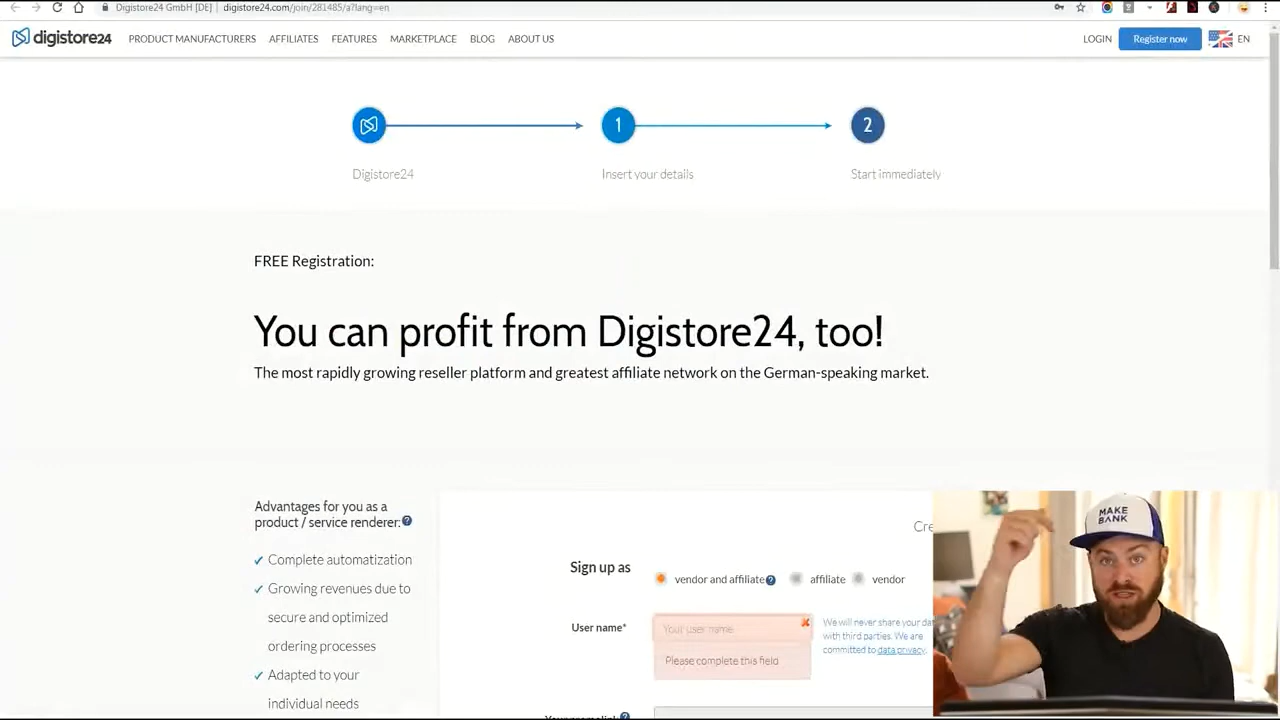 Digistore24 GmbH [DE] digistore24.com/join/281485/a?lang=en
digistore24 PRODUCT MANUFACTURERS AFFILIATES FEATURES MARKETPLACE BLOG ABOUT US LOGIN Register now EN
1 2
Digistore24 Insert your details Start immediately
FREE Registration:
You can profit from Digistore24, too!
The most rapidly growing reseller platform and greatest affiliate network on the German-speaking market.
Advantages for you as a
product / service renderer:
✓ Complete automatization
✓ Growing revenues due to
secure and optimized
ordering processes
✓ Adapted to your
individual needs
Sign up as
vendor and affiliate affiliate vendor
User name*
Your user name
Please complete this field
We will never share your
with third parties. We are
committed to data privacy.
MAKE
BANK